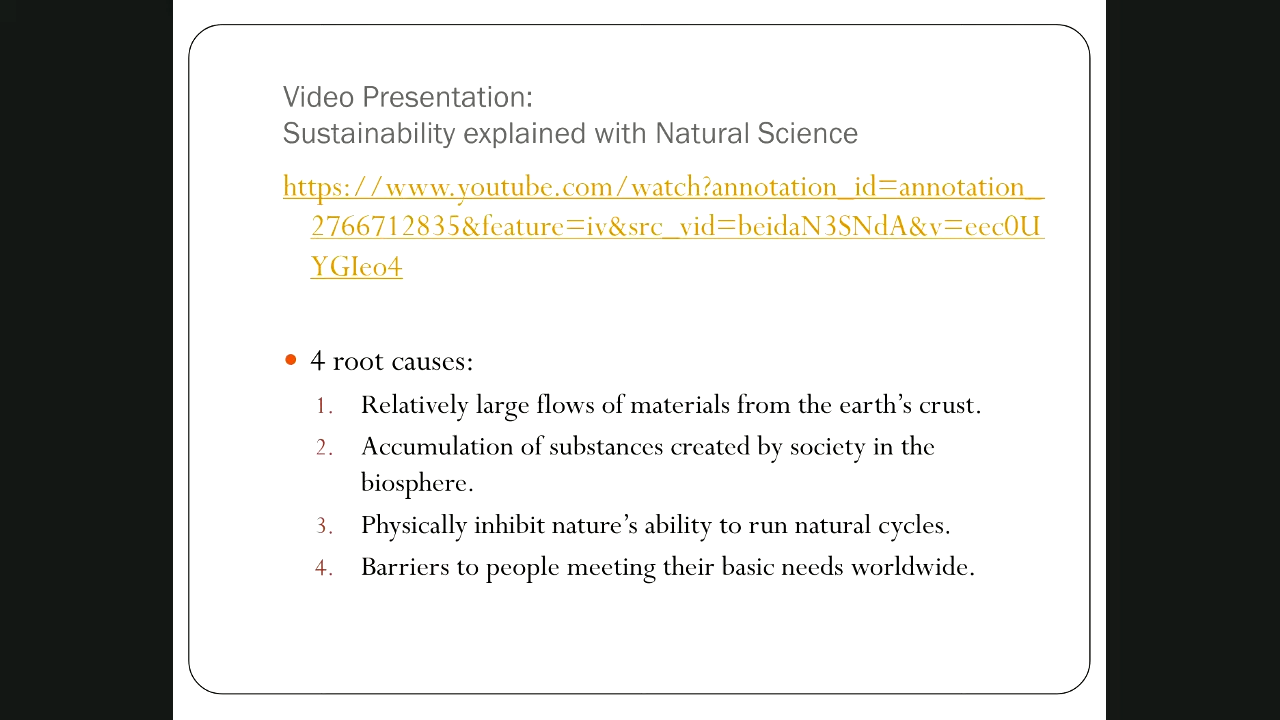 Video Presentation:
Sustainability explained with Natural Science
https://www.youtube.com/watch?annotation_id=annotation_
2766712835&feature=iv&src_vid=beidaN3SNdA&v=eec0U
YGIeo4
• 4 root causes:
1. Relatively large flows of materials from the earth’s crust.
2. Accumulation of substances created by society in the
biosphere.
3. Physically inhibit nature’s ability to run natural cycles.
4. Barriers to people meeting their basic needs worldwide.